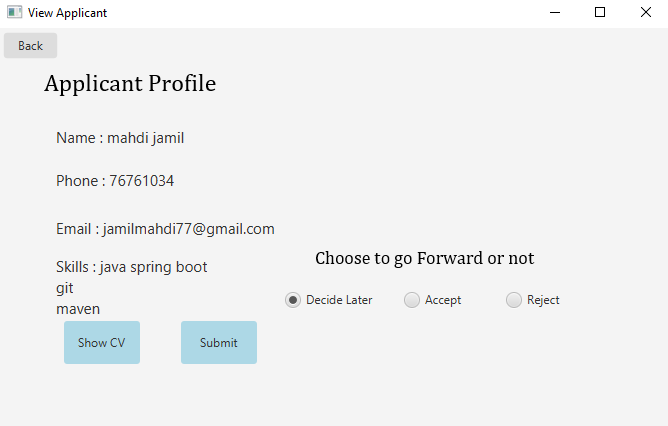 View Applicant
Back
Applicant Profile
Name : mahdi jamil
Phone : 76761034
Email : jamilmahdi77@gmail.com
Skills : java spring boot
git
maven
Choose to go Forward or not
Decide Later
Accept
Reject
Show CV
Submit